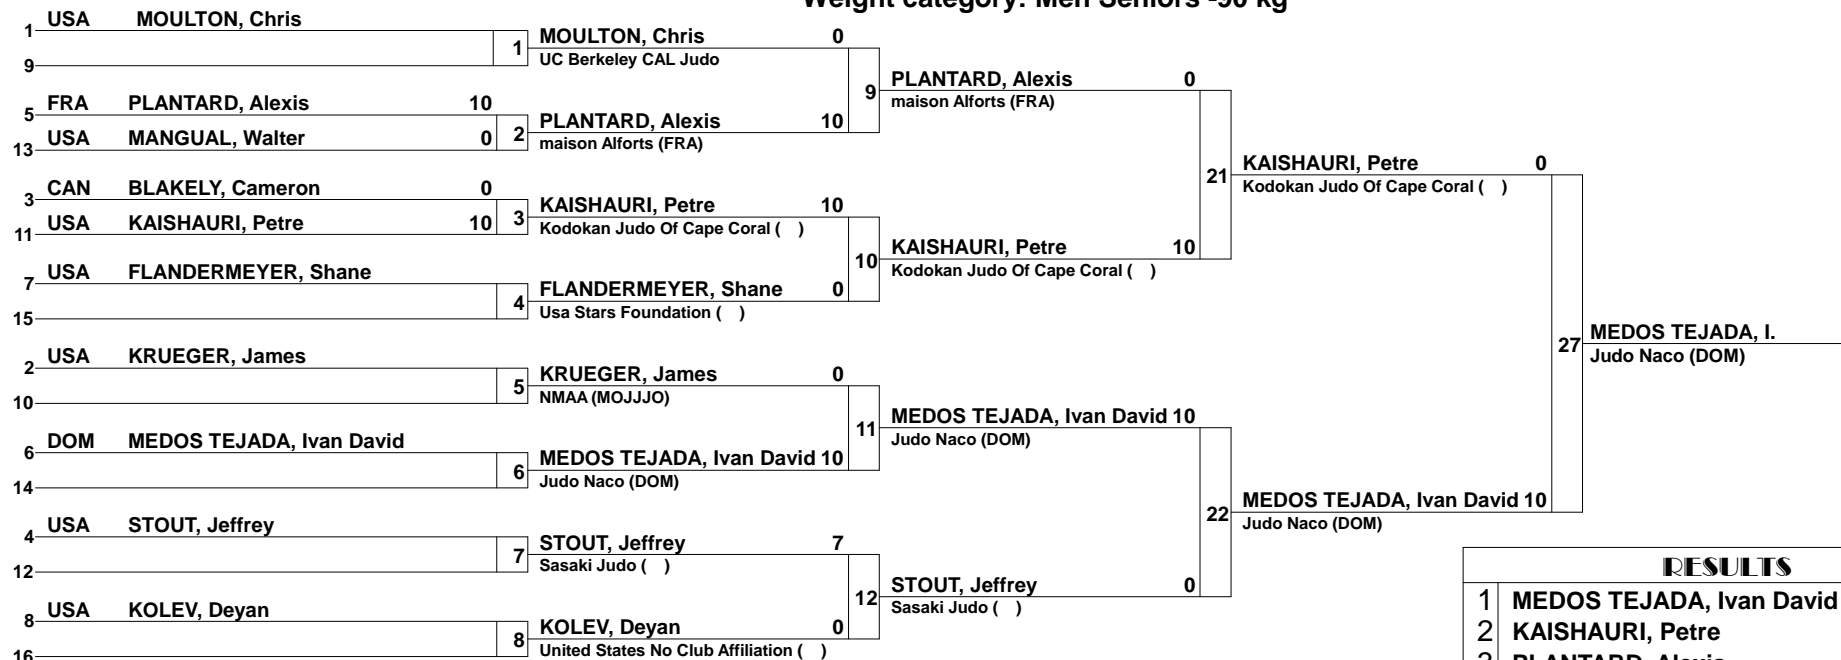 Weight category: Men Seniors -90 kg
1 USA MOULTON, Chris
9
1
5 FRA PLANTARD, Alexis 10
13 USA MANGUAL, Walter 0
2
3 CAN BLAKELY, Cameron 0
11 USA KAISHAURI, Petre 10
3
7 USA FLANDERMEYER, Shane
15
4
2 USA KRUEGER, James
10
5
6 DOM MEDOS TEJADA, Ivan David
14
6
4 USA STOUT, Jeffrey
12
7
8 USA KOLEV, Deyan
16
8
MOULTON, Chris 0
UC Berkeley CAL Judo
PLANTARD, Alexis 10
maison Alforts (FRA)
9
KAISHAURI, Petre 10
Kodokan Judo Of Cape Coral ( )
FLANDERMEYER, Shane 0
Usa Stars Foundation ( )
10
KRUEGER, James 0
NMAA (MOJJJO)
MEDOS TEJADA, Ivan David 10
Judo Naco (DOM)
11
STOUT, Jeffrey 7
Sasaki Judo ( )
KOLEV, Deyan 0
United States No Club Affiliation ( )
12
PLANTARD, Alexis 0
maison Alforts (FRA)
KAISHAURI, Petre 10
Kodokan Judo Of Cape Coral ( )
21
MEDOS TEJADA, Ivan David 10
Judo Naco (DOM)
STOUT, Jeffrey 0
Sasaki Judo ( )
22
KAISHAURI, Petre 0
Kodokan Judo Of Cape Coral ( )
MEDOS TEJADA, Ivan David 10
Judo Naco (DOM)
27
MEDOS TEJADA, I.
Judo Naco (DOM)
RESULTS
1 MEDOS TEJADA, Ivan David
2 KAISHAURI, Petre
3 PLANTARD, Alexis